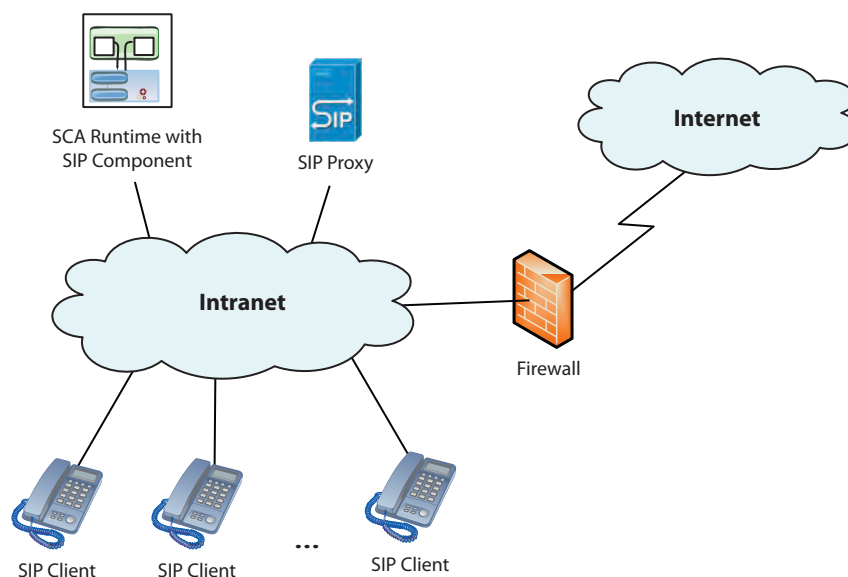 SCA Runtime with
SIP Component
SIP
SIP Proxy
Internet
Intranet
Firewall
SIP Client
SIP Client
...
SIP Client